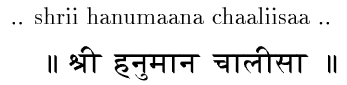 .. shrii hanumaana chaaliisaa ..
॥ श्री हनुमान चालीसा ॥